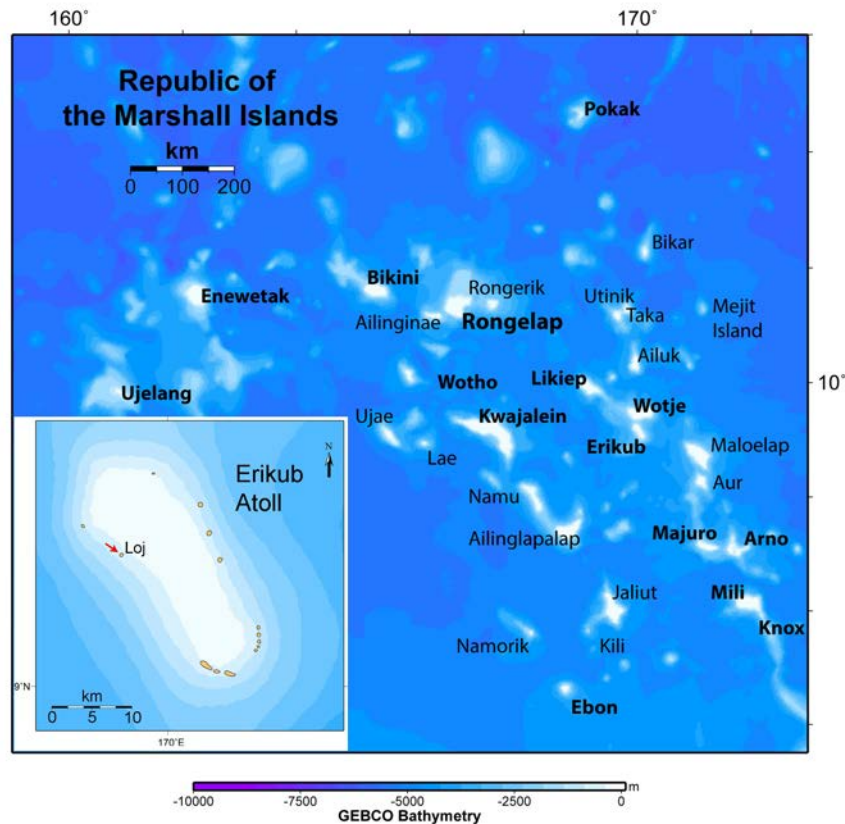 160° 170°
Republic of
the Marshall Islands
km
0 100 200
Pokak
Bikar
Bikini
Enewetak
Rongerik
Utinik
Ailinginae
Rongelap
Taka
Mejit
Island
Ailuk
Wotho
Likiep
10°
Ujelang
Wotje
Ujae
Kwajalein
Erikub
Lae
Maloelap
Namu
Aur
Ailinglapalap
Majuro
Arno
Jaliut
Mili
Knox
Namorik
Kili
Ebon
N
Erikub
Atoll
Loj
km
0 5 10
9°N
170°E
-10000 -7500 -5000 -2500 0 m
GEBCO Bathymetry